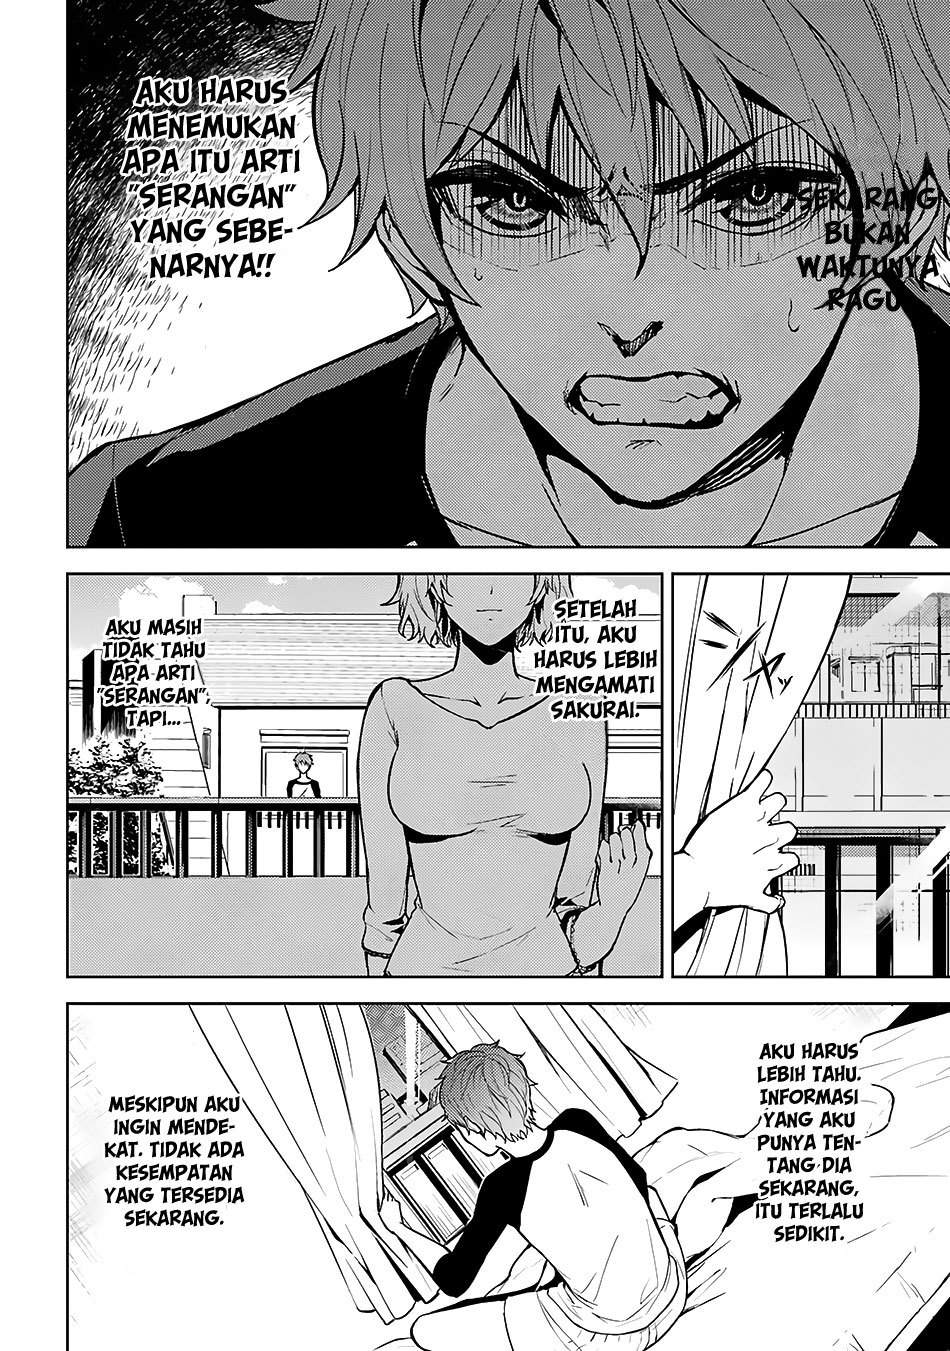 SEKARANG
BUKAN
WAKTUNYA
RAGU
AKU HARUS
MENEMUKAN
APA ITU ARTI
"SERANGAN"
YANG SEBE-
NARNYA!!
SETELAH
ITU, AKU
HARUS LEBIH
MENGAMATI
SAKURAI.
AKU MASIH
TIDAK TAHU
APA ARTI
"SERANGAN",
TAPI...
AKU HARUS
LEBIH TAHU.
INFORMASI
YANG AKU
PUNYA TEN-
TANG DIA
SEKARANG,
ITU TERLALU
SEDIKIT.
MESKIPUN AKU
INGIN MENDE-
KAT. TIDAK ADA
KESEMPATAN
YANG TERSEDIA
SEKARANG.